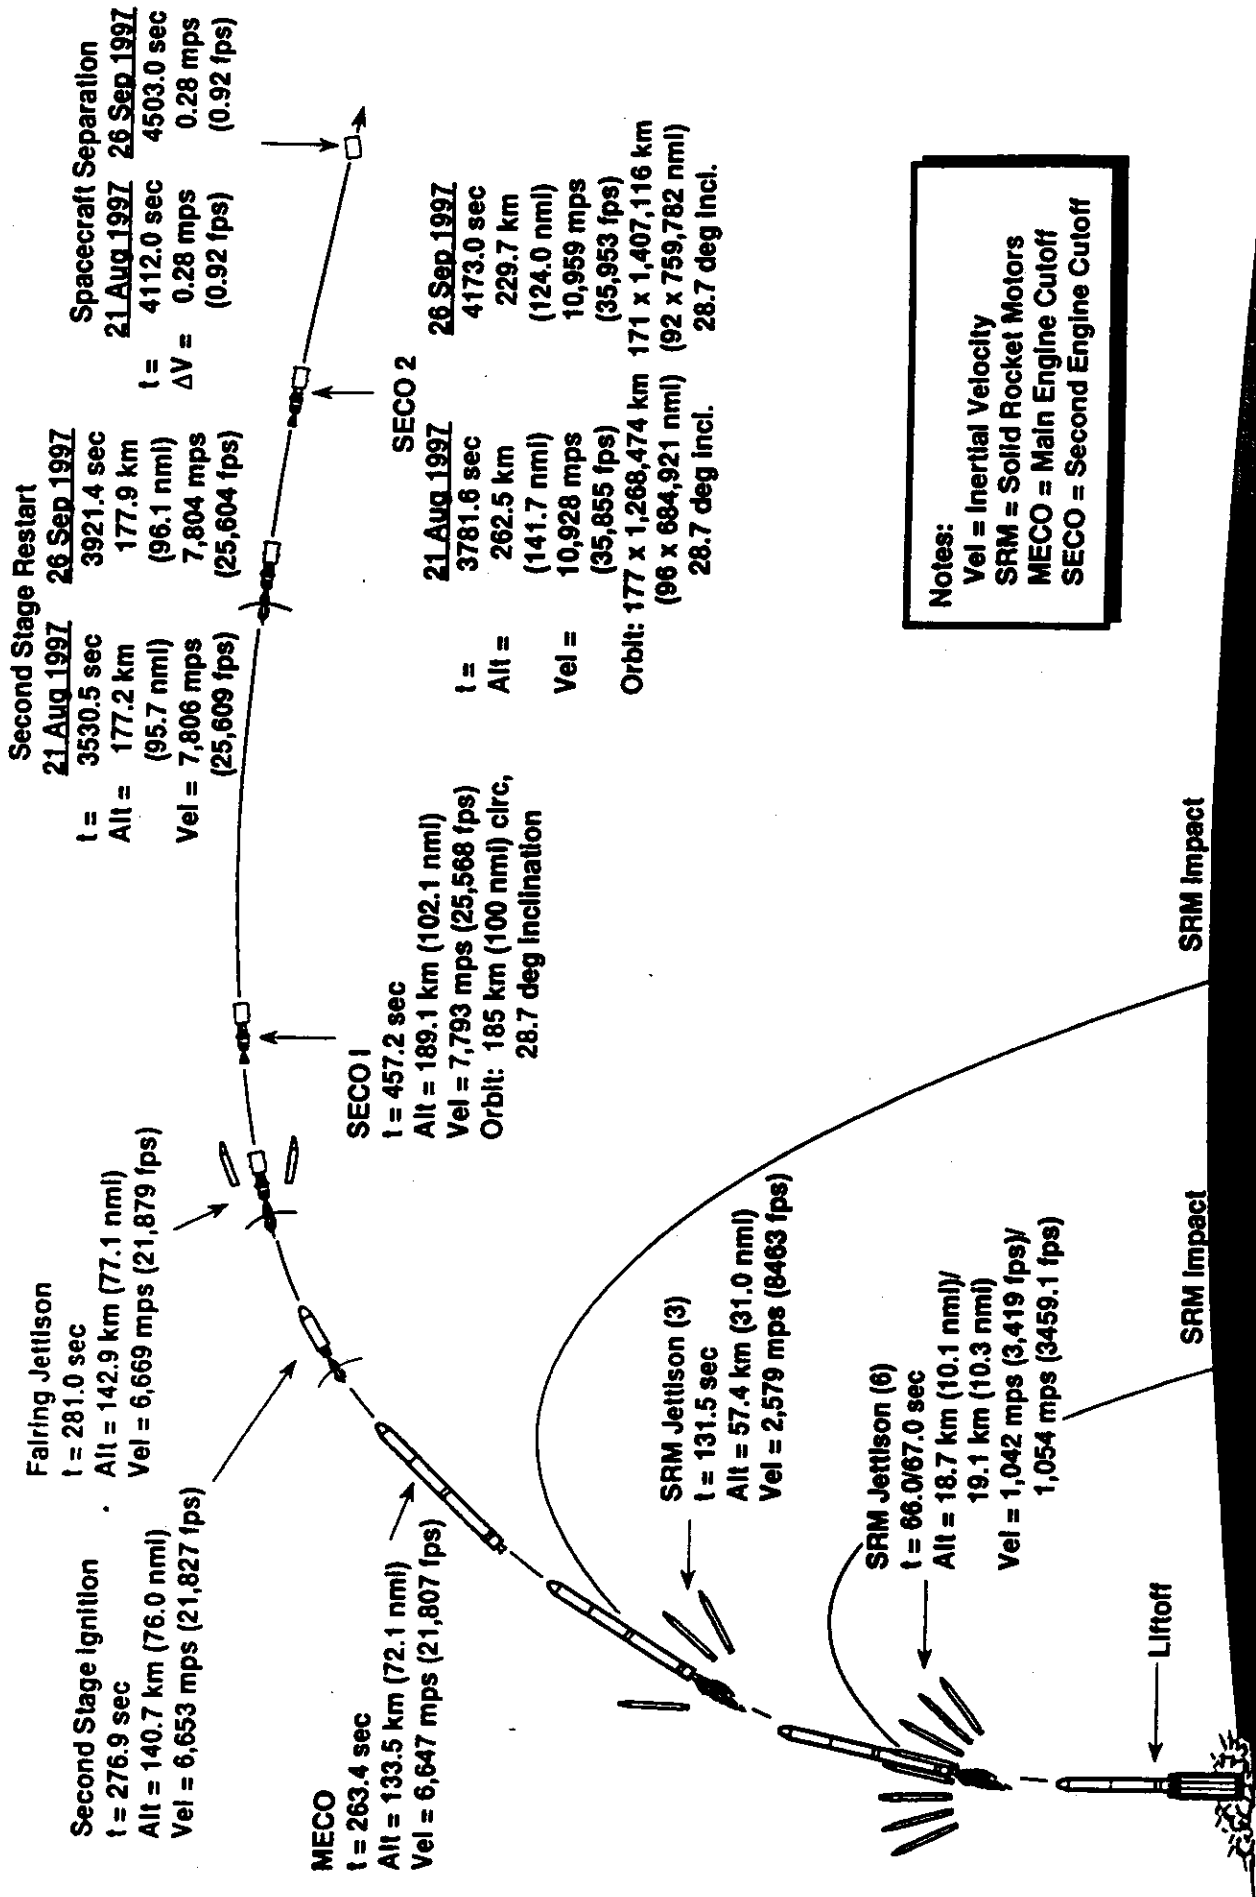 Second Stage Restart
21 Aug 1997 26 Sep 1997
t = 3530.5 sec 3921.4 sec
Alt = 177.2 km 177.9 km
(95.7 nmi) (96.1 nmi)
Vel = 7,806 mps 7,804 mps
(25,609 fps) (25,604 fps)
Spacecraft Separation
21 Aug 1997 26 Sep 1997
t = 4112.0 sec 4503.0 sec
ΔV = 0.28 mps 0.28 mps
(0.92 fps) (0.92 fps)
Fairing Jettison
t = 281.0 sec
Alt = 142.9 km (77.1 nmi)
Vel = 6,669 mps (21,879 fps)
Second Stage Ignition
t = 276.9 sec
Alt = 140.7 km (76.0 nmi)
Vel = 6,653 mps (21,827 fps)
MECO
t = 263.4 sec
Alt = 133.5 km (72.1 nmi)
Vel = 6,647 mps (21,807 fps)
SECO I
t = 457.2 sec
Alt = 189.1 km (102.1 nmi)
Vel = 7,793 mps (25,568 fps)
Orbit: 185 km (100 nmi) circ,
28.7 deg inclination
SECO 2
21 Aug 1997 26 Sep 1997
t = 3781.6 sec 4173.0 sec
Alt = 262.5 km 229.7 km
(141.7 nmi) (124.0 nmi)
Vel = 10,928 mps 10,959 mps
(35,855 fps) (35,953 fps)
Orbit: 177 x 1,268,474 km 171 x 1,407,116 km
(96 x 684,921 nmi) (92 x 759,782 nmi)
28.7 deg incl. 28.7 deg incl.
SRM Jettison (3)
t = 131.5 sec
Alt = 57.4 km (31.0 nmi)
Vel = 2,579 mps (8463 fps)
SRM Jettison (6)
t = 66.0/67.0 sec
Alt = 18.7 km (10.1 nmi)/
19.1 km (10.3 nmi)
Vel = 1,042 mps (3,419 fps)/
1,054 mps (3459.1 fps)
Liftoff
SRM Impact
SRM Impact
Notes:
Vel = Inertial Velocity
SRM = Solid Rocket Motors
MECO = Main Engine Cutoff
SECO = Second Engine Cutoff